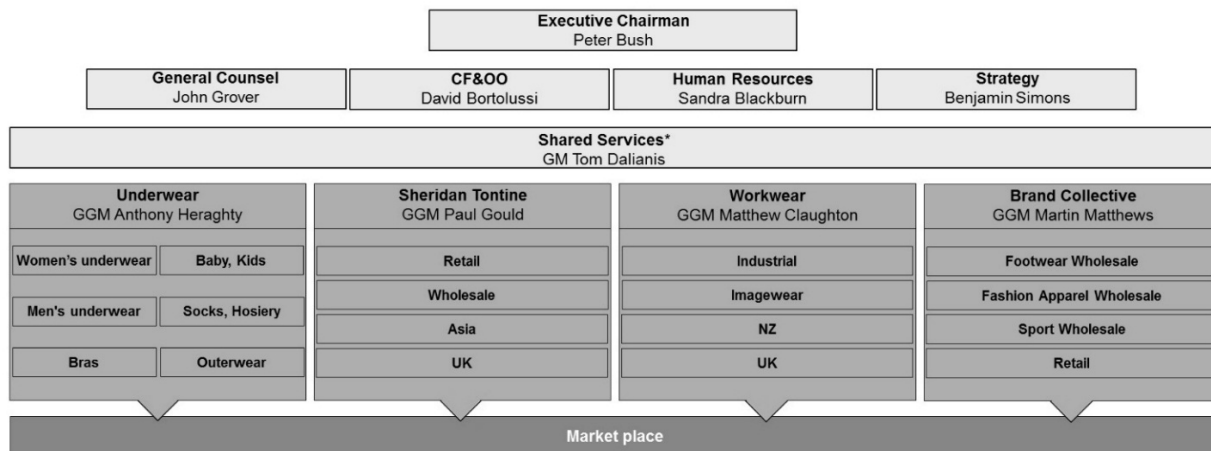 Executive Chairman
Peter Bush
General Counsel
John Grover
CF&OO
David Bortolussi
Human Resources
Sandra Blackburn
Strategy
Benjamin Simons
Shared Services*
GM Tom Dalianis
Underwear
GGM Anthony Heraghty
Women's underwear
Baby, Kids
Men's underwear
Socks, Hosiery
Bras
Outerwear
Sheridan Tontine
GGM Paul Gould
Retail
Wholesale
Asia
UK
Workwear
GGM Matthew Claughton
Industrial
Imagewear
NZ
UK
Brand Collective
GGM Martin Matthews
Footwear Wholesale
Fashion Apparel Wholesale
Sport Wholesale
Retail
Market place